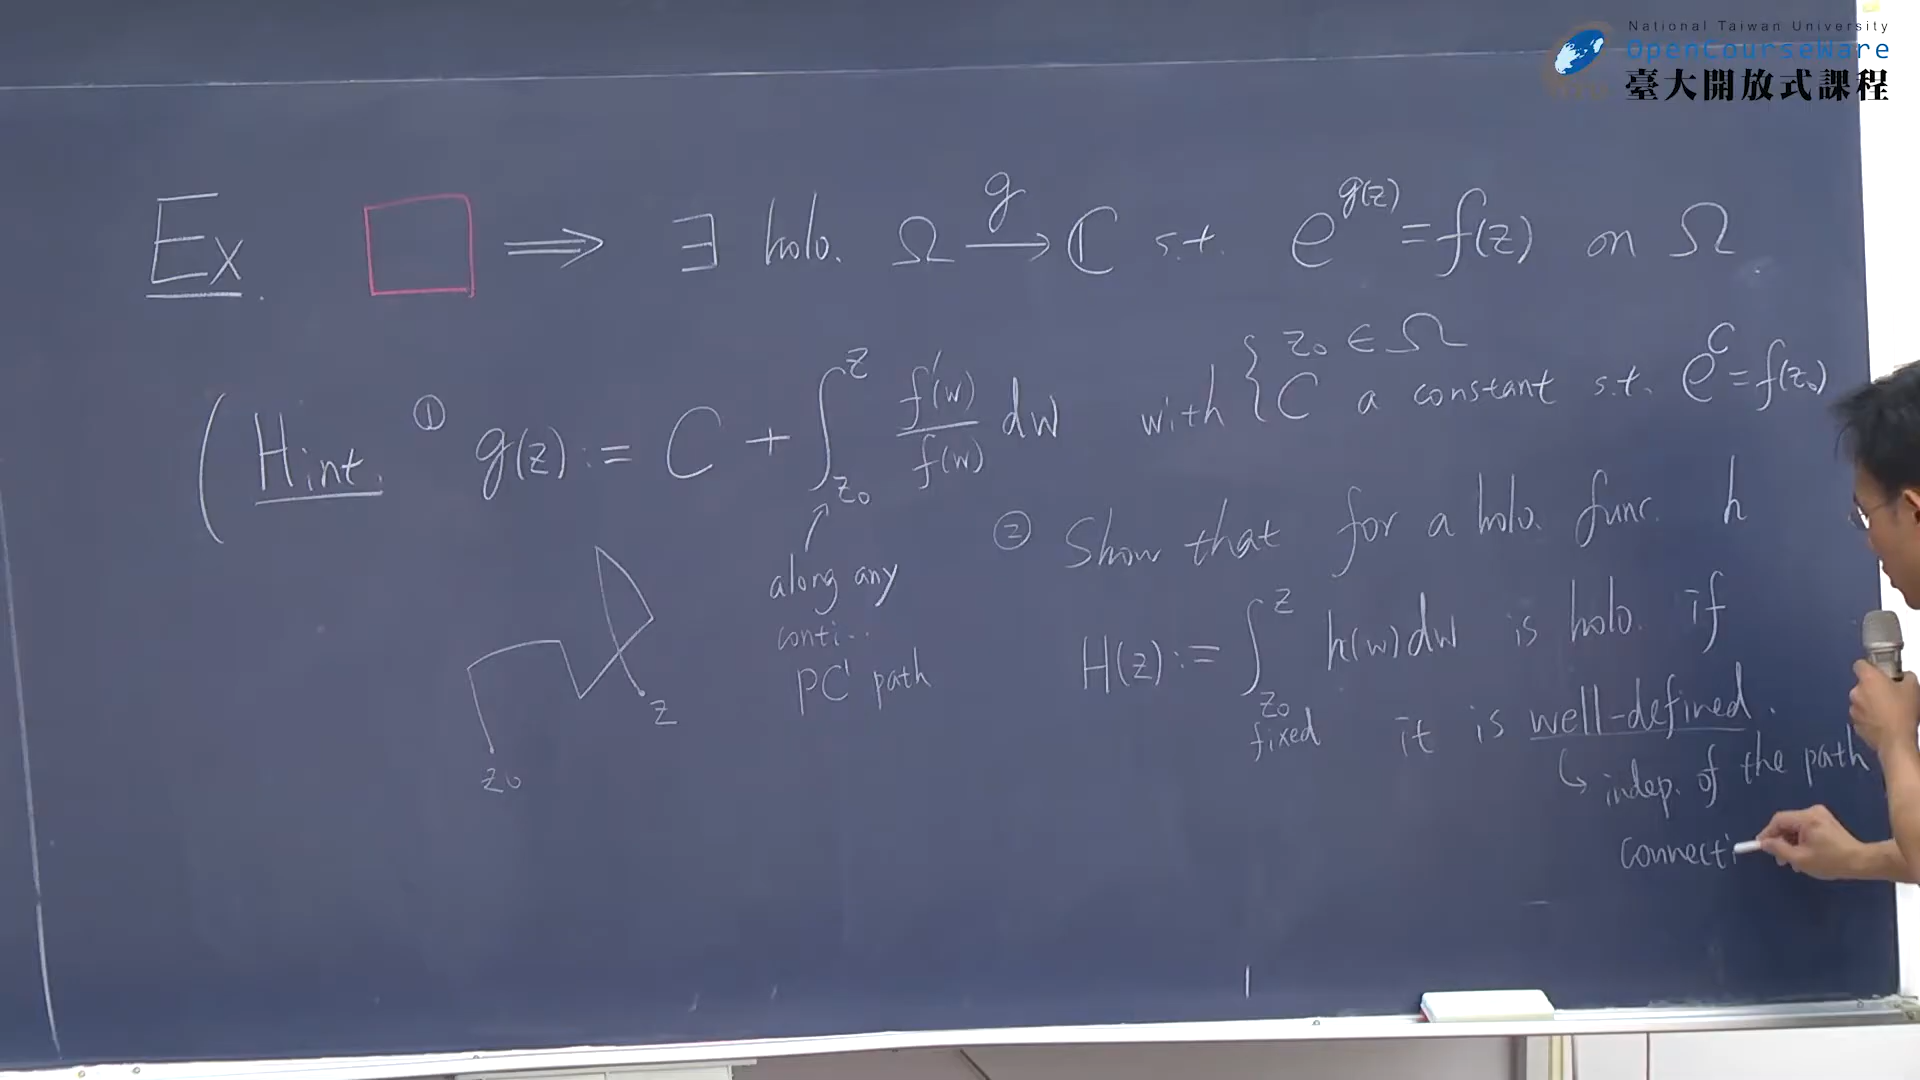 National Taiwan University
OpenCourseWare
臺大開放式課程
Ex. □ ⟹ ∃ holo. Ω →^g ℂ s.t. e^{g(z)} = f(z) on Ω.
(Hint. ① g(z) := C + ∫_{z₀}^{z} f'(w)/f(w) dw with { z₀ ∈ Ω
C a constant s.t. e^C = f(z₀)
↑
along any
conti..
PC¹ path
z₀
z
② Show that for a holo. func. h
H(z) := ∫_{z₀}^{z} h(w)dw is holo. if
fixed it is well-defined.
↳ indep. of the path
connecti